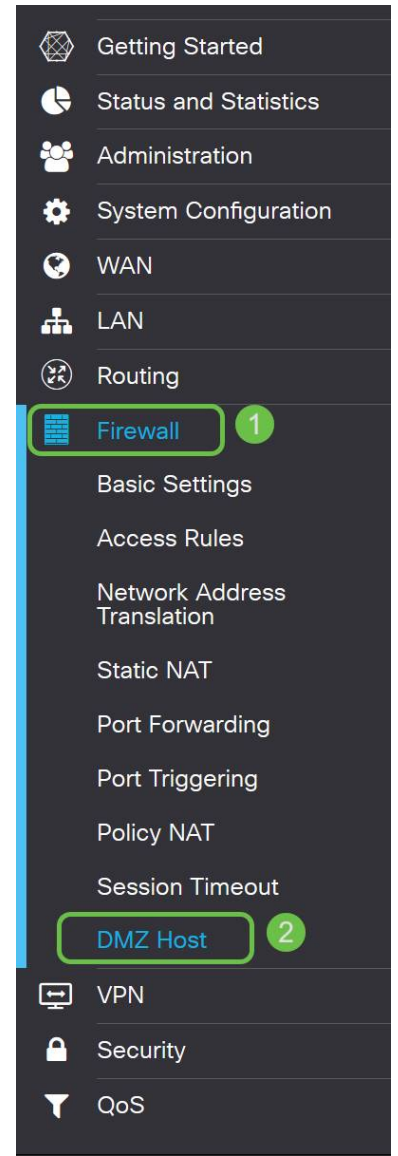 Getting Started
Status and Statistics
Administration
System Configuration
WAN
LAN
Routing
Firewall 1
Basic Settings
Access Rules
Network Address
Translation
Static NAT
Port Forwarding
Port Triggering
Policy NAT
Session Timeout
DMZ Host 2
VPN
Security
QoS